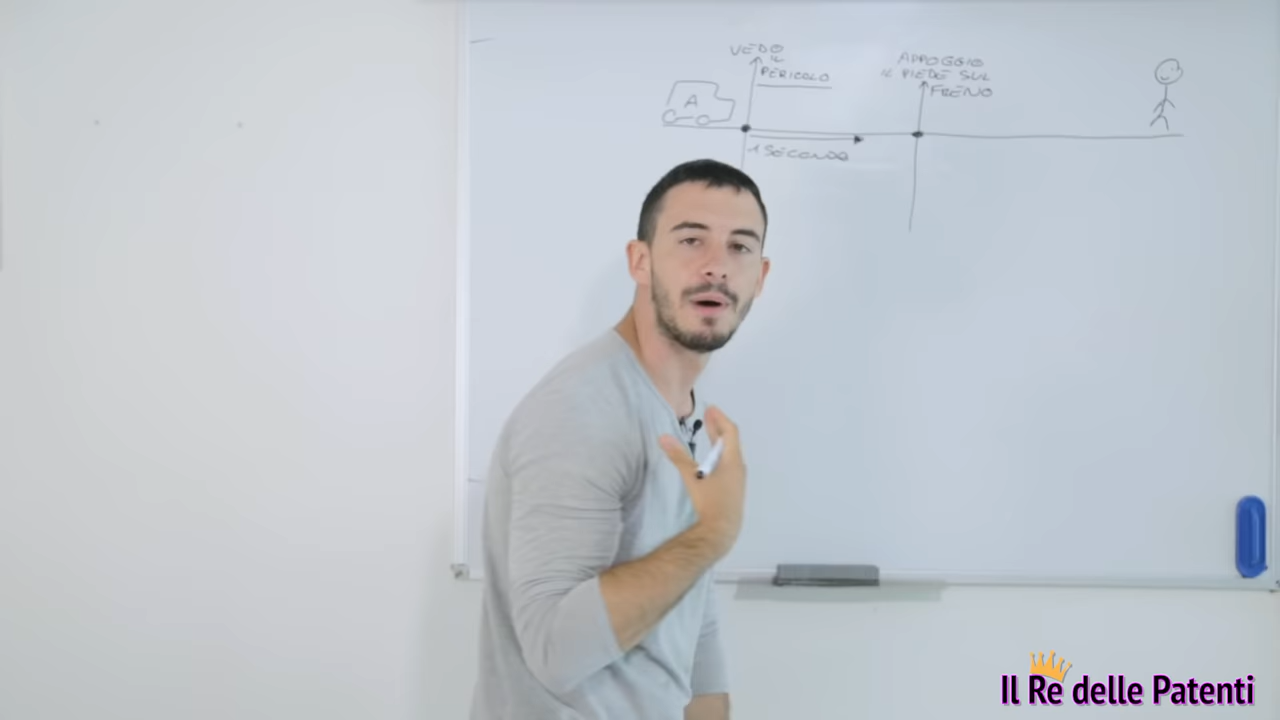 VEDO
IL
PERICOLO
A
1 SECONDO
APPOGGIO
IL PIEDE SUL
FRENO
Il Re delle Patenti